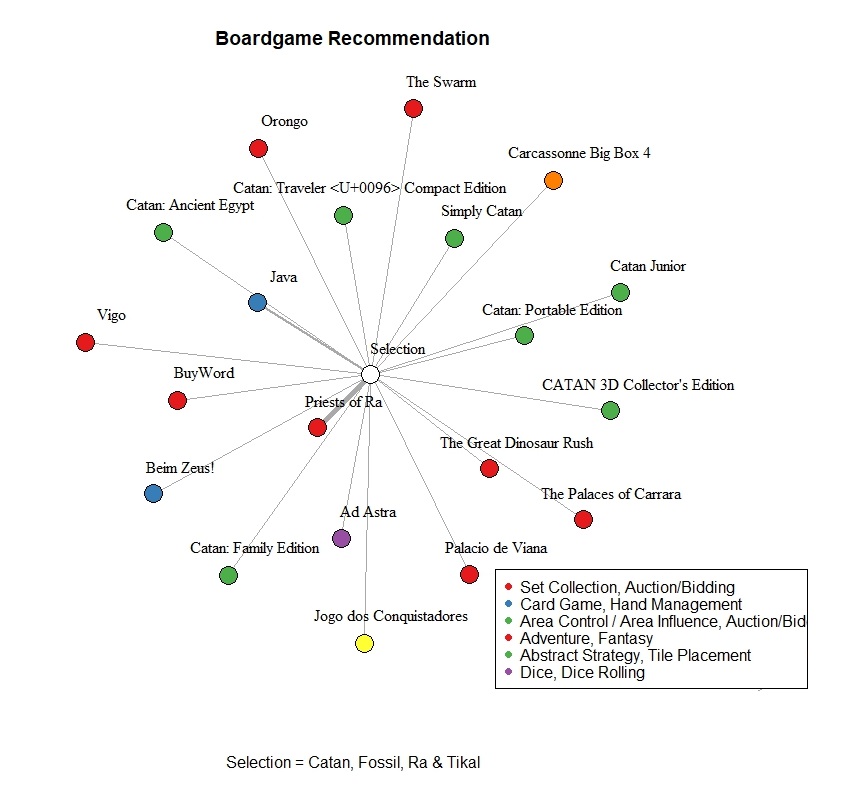 Boardgame Recommendation
The Swarm
Orongo
Carcassonne Big Box 4
Catan: Traveler <U+0096> Compact Edition
Catan: Ancient Egypt
Simply Catan
Catan Junior
Java
Catan: Portable Edition
Vigo
Selection
BuyWord
CATAN 3D Collector's Edition
Priests of Ra
The Great Dinosaur Rush
Beim Zeus!
The Palaces of Carrara
Ad Astra
Catan: Family Edition
Palacio de Viana
Jogo dos Conquistadores
Set Collection, Auction/Bidding
Card Game, Hand Management
Area Control / Area Influence, Auction/Bid
Adventure, Fantasy
Abstract Strategy, Tile Placement
Dice, Dice Rolling
Selection = Catan, Fossil, Ra & Tikal